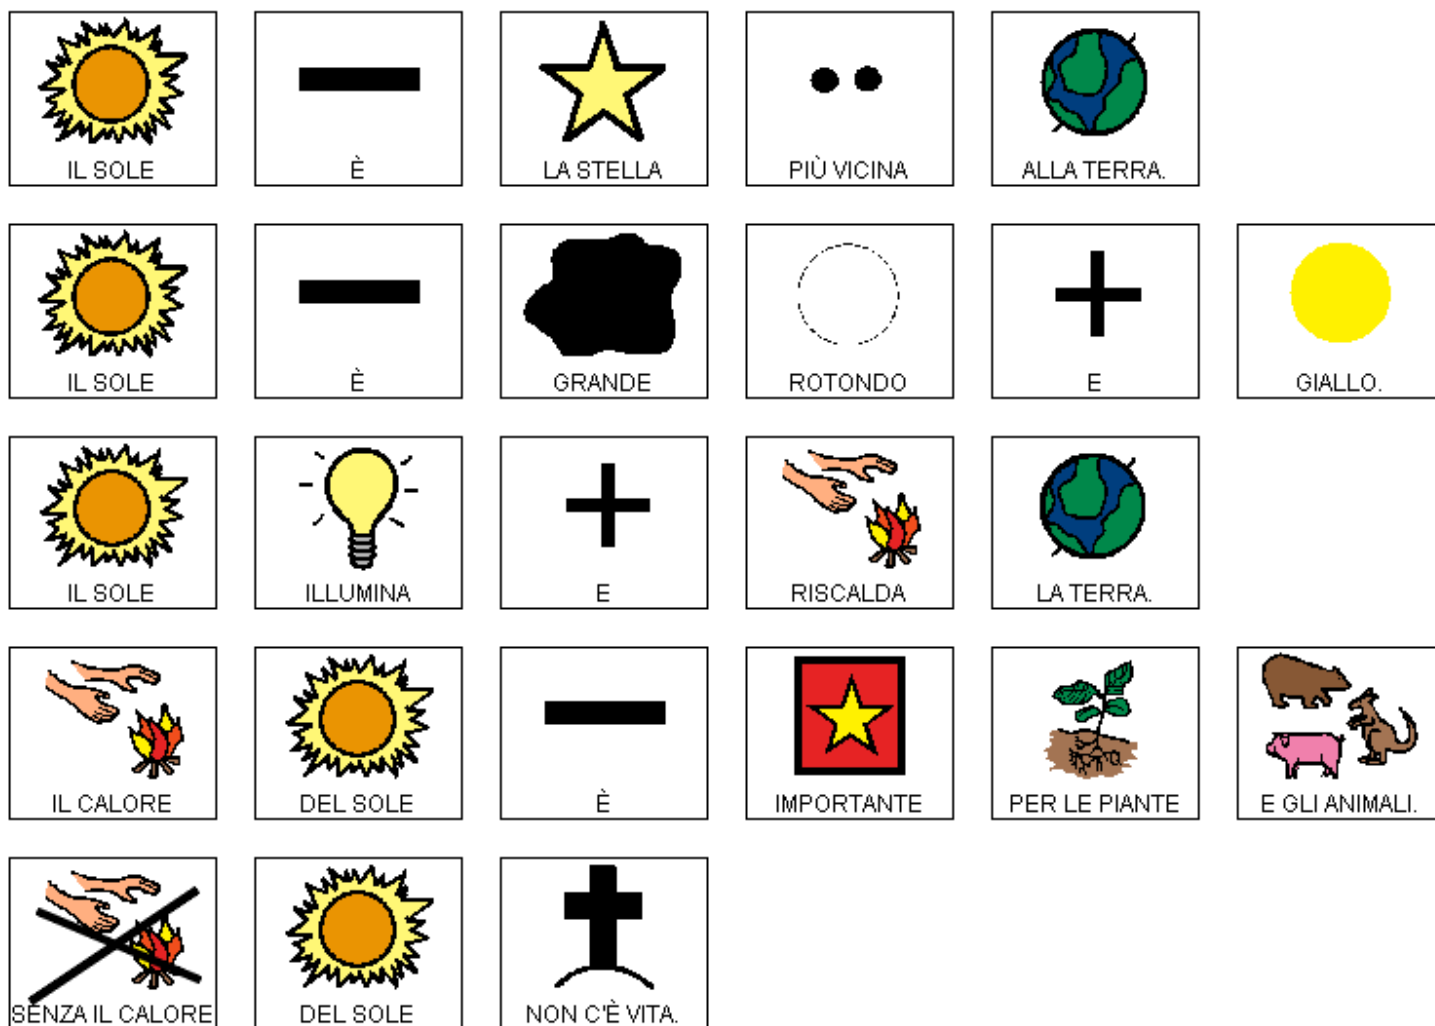 IL SOLE È LA STELLA PIÙ VICINA ALLA TERRA.
IL SOLE È GRANDE ROTONDO E GIALLO.
IL SOLE ILLUMINA E RISCALDA LA TERRA.
IL CALORE DEL SOLE È IMPORTANTE PER LE PIANTE E GLI ANIMALI.
SENZA IL CALORE DEL SOLE NON C'È VITA.